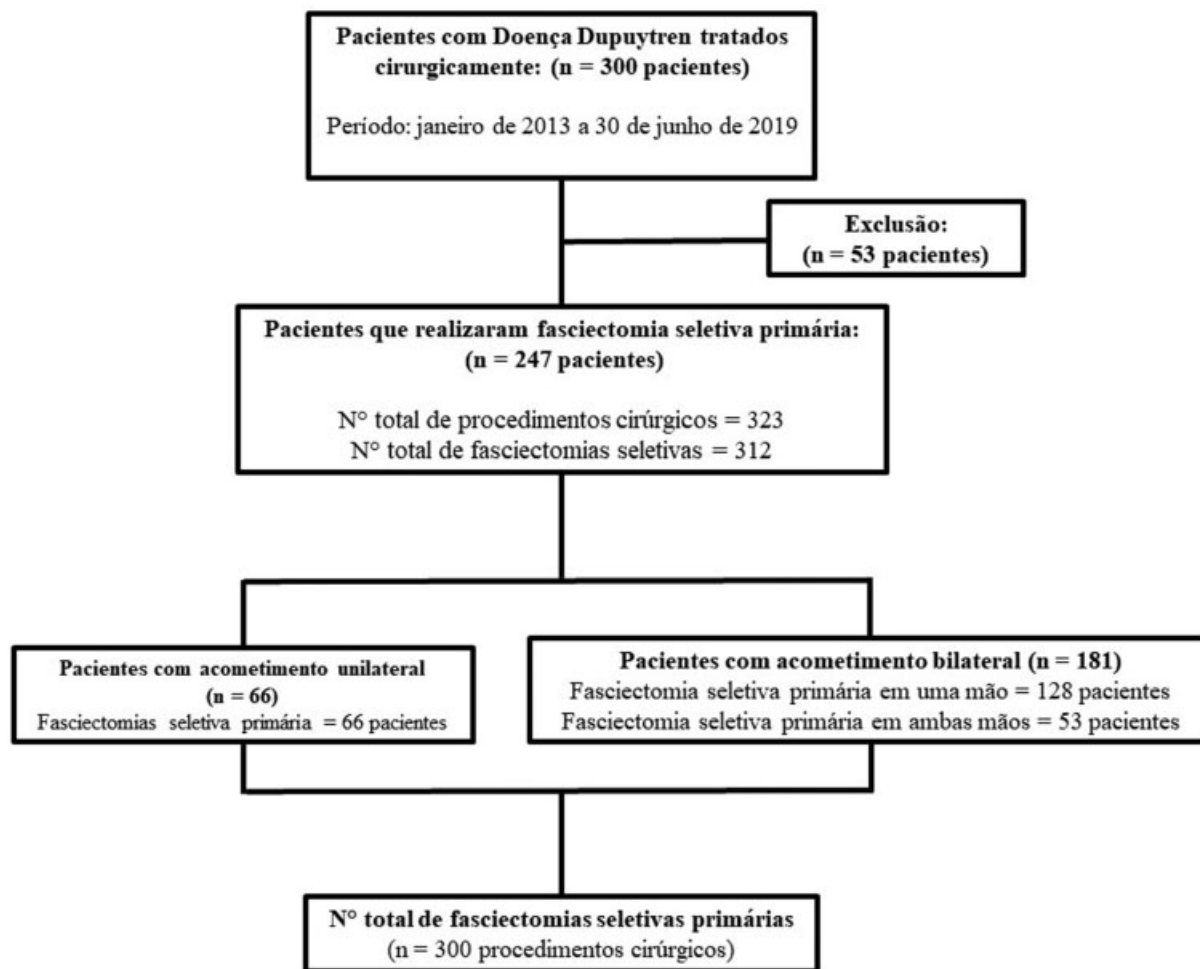 Pacientes com Doença Dupuytren tratados
cirurgicamente: (n = 300 pacientes)
Período: janeiro de 2013 a 30 de junho de 2019
Exclusão:
(n = 53 pacientes)
Pacientes que realizaram fasciectomia seletiva primária:
(n = 247 pacientes)
N° total de procedimentos cirúrgicos = 323
N° total de fasciectomias seletivas = 312
Pacientes com acometimento unilateral
(n = 66)
Fasciectomias seletiva primária = 66 pacientes
Pacientes com acometimento bilateral (n = 181)
Fasciectomia seletiva primária em uma mão = 128 pacientes
Fasciectomia seletiva primária em ambas mãos = 53 pacientes
N° total de fasciectomias seletivas primárias
(n = 300 procedimentos cirúrgicos)